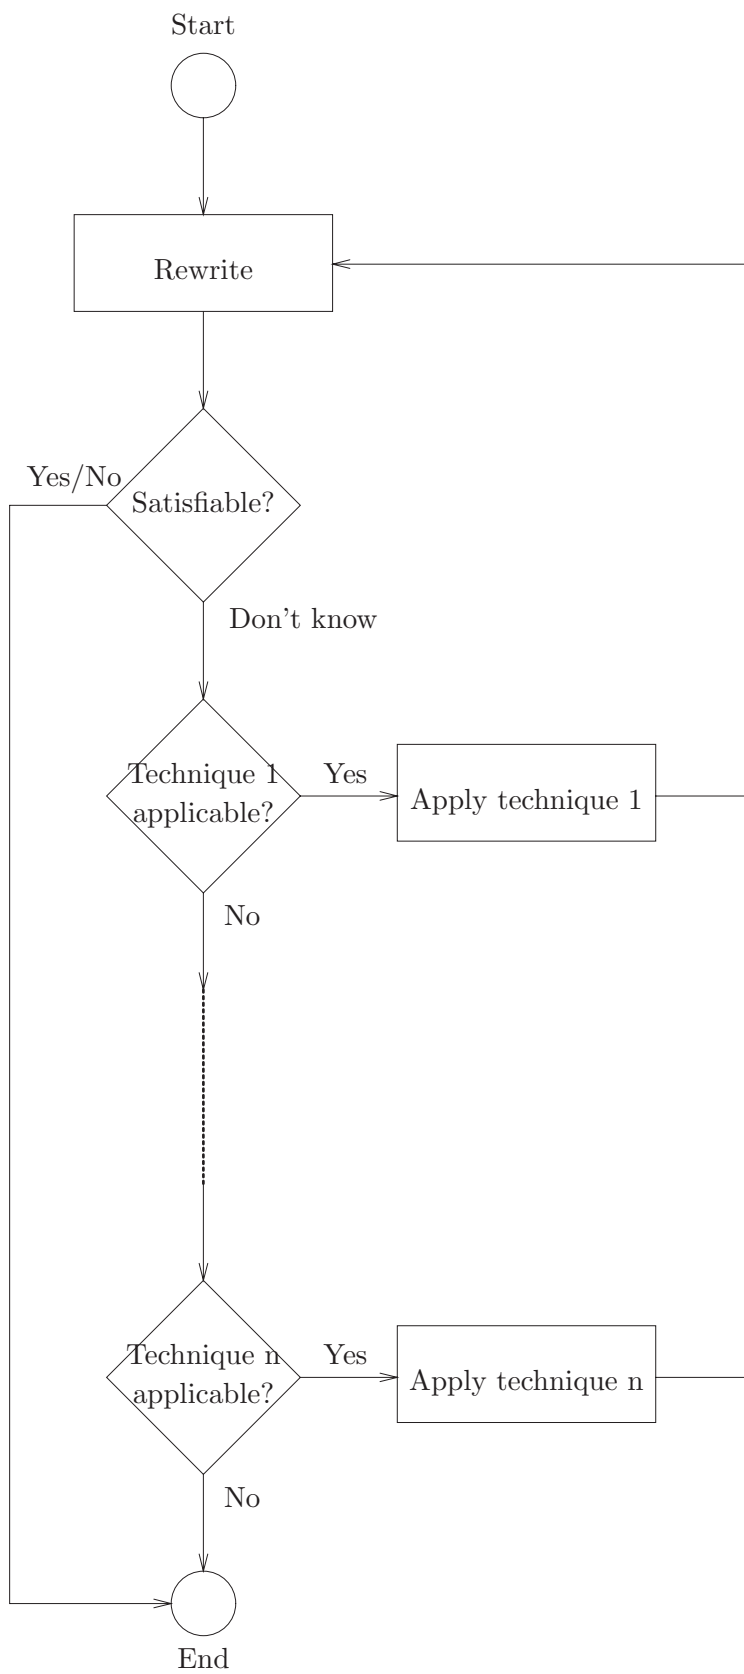 Start
Rewrite
Yes/No
Satisfiable?
Don't know
Technique 1
applicable?
Yes
Apply technique 1
No
Technique n
applicable?
Yes
Apply technique n
No
End